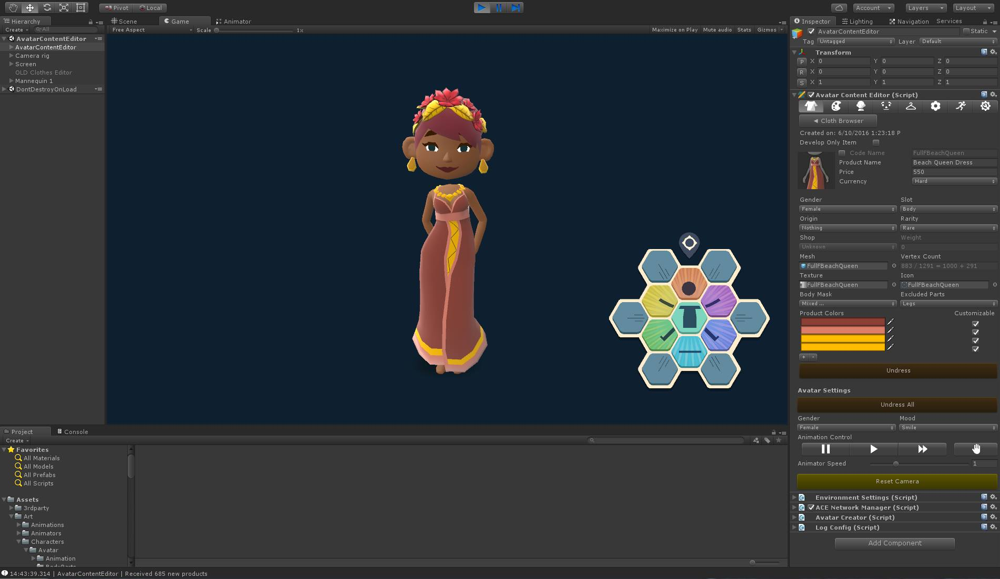 Pivot Local Account Layers Layout
Hierarchy Scene Game Animator Inspector Lighting Navigation Services
Create All Free Aspect Scale 1x Maximize on Play Mute audio Stats Gizmos
AvatarContentEditor
AvatarContentEditor
Camera rig
Screen
OLD Clothes Editor
Mannequin 1
DontDestroyOnLoad
AvatarContentEditor Static
Tag Untagged Layer Default
Transform
P X 0 Y 0 Z 0
R X 0 Y 0 Z 0
S X 1 Y 1 Z 1
Avatar Content Editor (Script)
Cloth Browser
Created on: 6/10/2016 1:23:18 P
Develop Only Item
Code Name FullFBeachQueen
Product Name Beach Queen Dress
Price 550
Currency Hard
Gender Slot
Female Body
Origin Rarity
Nothing Rare
Shop Weight
Unknown 0
Mesh Vertex Count
FullFBeachQueen 883 / 1291 = 1000 + 291
Texture Icon
FullFBeachQueen FullFBeachQueen
Body Mask Excluded Parts
Mixed ... Legs
Product Colors Customizable
+ -
Undress
Avatar Settings
Undress All
Gender Mood
Female Smile
Animation Control
Animator Speed 1
Reset Camera
Environment Settings (Script)
ACE Network Manager (Script)
Avatar Creator (Script)
Log Config (Script)
Add Component
Project Console
Create
Favorites
All Materials
All Models
All Prefabs
All Scripts
Assets
3rdparty
Art
Animations
Animators
Characters
Avatar
Animation
BodyParts
14:43:39.314 | AvatarContentEditor | Received 685 new products